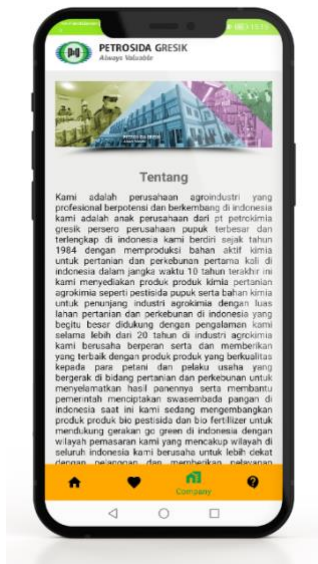 PETROSIDA GRESIK
Always Valuable
Tentang
Kami adalah perusahaan agroindustri yang
profesional berpotensi dan berkembang di indonesia
kami adalah anak perusahaan dari pt petrokimia
gresik persero perusahaan pupuk terbesar dan
terlengkap di indonesia kami berdiri sejak tahun
1984 dengan memproduksi bahan aktif kimia
untuk pertanian dan perkebunan pertama kali di
indonesia dalam jangka waktu 10 tahun terakhir ini
kami menyediakan produk produk kimia pertanian
agrokimia seperti pestisida pupuk serta bahan kimia
untuk penunjang industri agrokimia dengan luas
lahan pertanian dan perkebunan di indonesia yang
begitu besar didukung dengan pengalaman kami
selama lebih dari 20 tahun di industri agrokimia
kami berusaha berperan serta dan memberikan
yang terbaik dengan produk produk yang berkualitas
kepada para petani dan pelaku usaha yang
bergerak di bidang pertanian dan perkebunan untuk
menyelamatkan hasil panennya serta membantu
pemerintah menciptakan swasembada pangan di
indonesia saat ini kami sedang mengembangkan
produk produk bio pestisida dan bio fertillizer untuk
mendukung gerakan go green di indonesia dengan
wilayah pemasaran kami yang mencakup wilayah di
seluruh indonesia kami berusaha untuk lebih dekat
dengan pelanggan dan memberikan pelayanan
Company